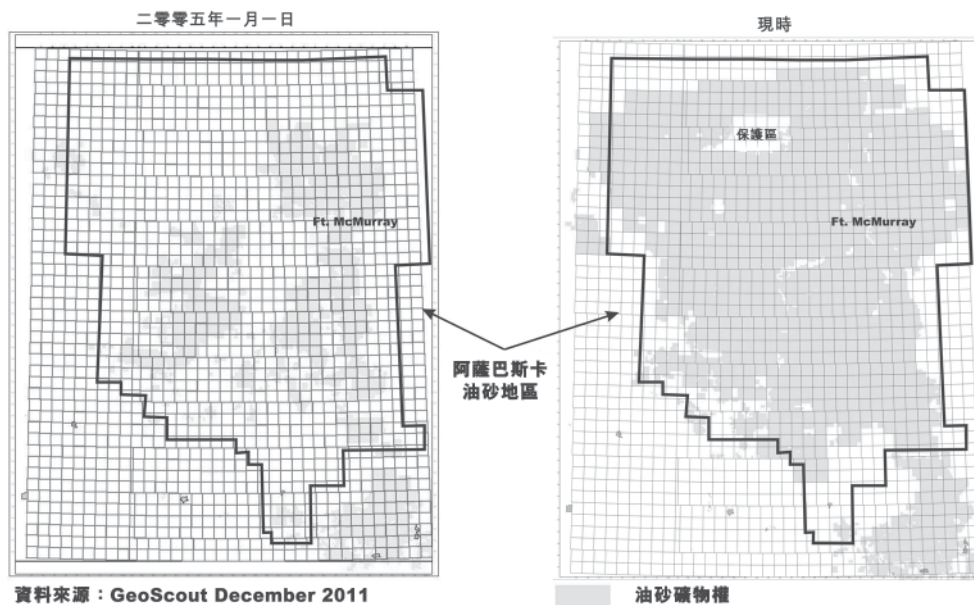 二零零五年一月一日
現時
保護區
Ft. McMurray
Ft. McMurray
阿薩巴斯卡
油砂地區
資料來源：GeoScout December 2011
油砂礦物權